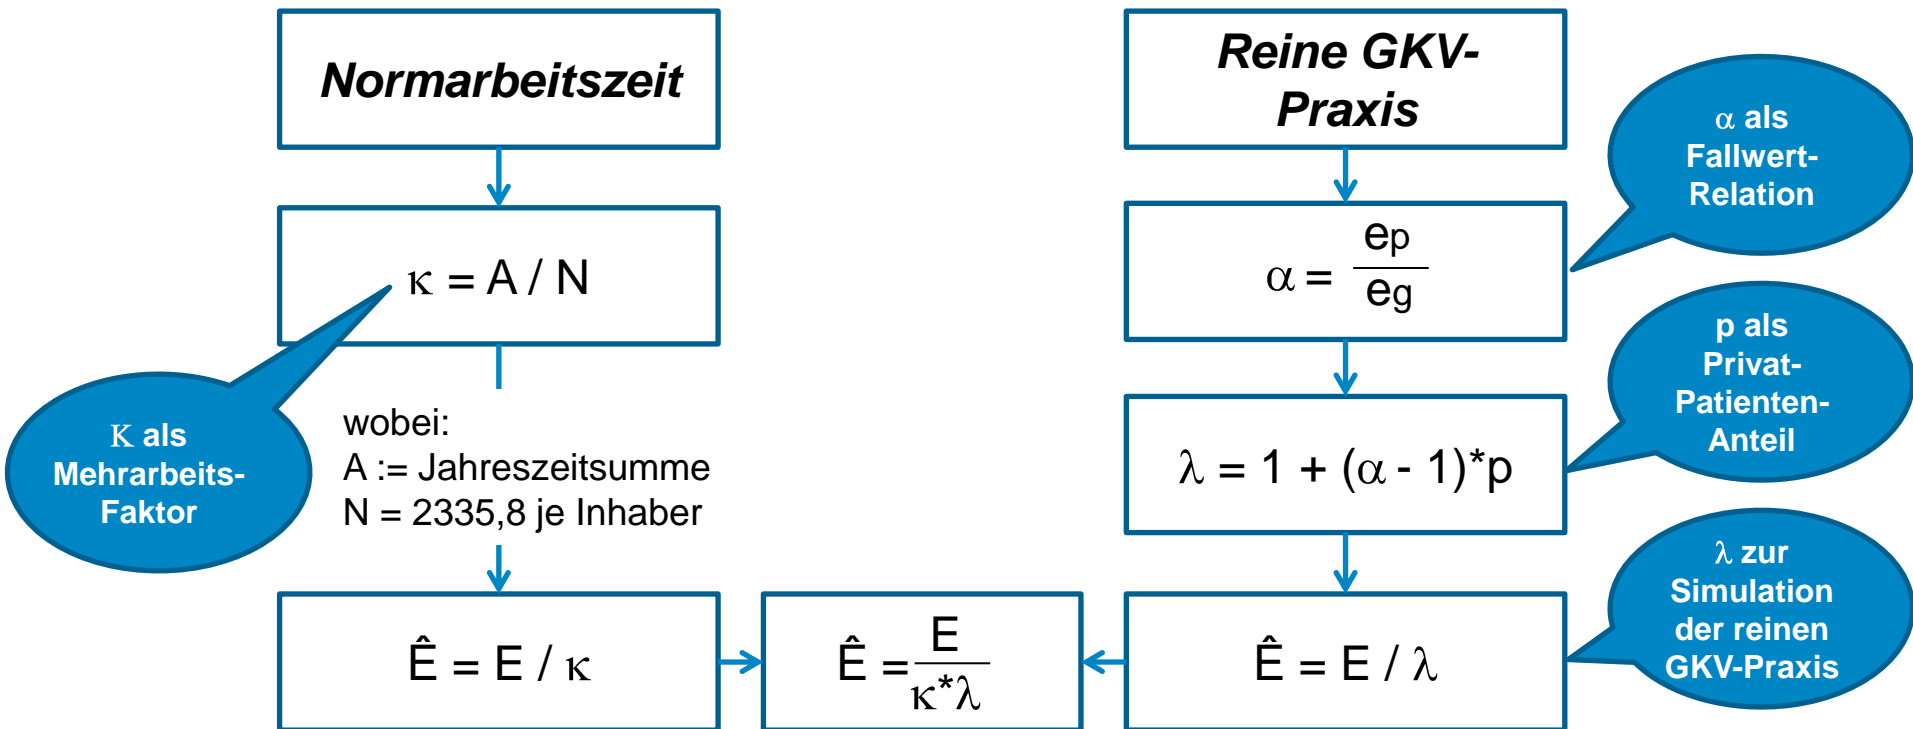 Normarbeitszeit
κ = A / N
K als
Mehrarbeits-
Faktor
wobei:
A := Jahreszeitsumme
N = 2335,8 je Inhaber
Ê = E / κ
Ê = E
κ*λ
Reine GKV-
Praxis
α = ep
eg
λ = 1 + (α - 1)*p
Ê = E / λ
α als
Fallwert-
Relation
p als
Privat-
Patienten-
Anteil
λ zur
Simulation
der reinen
GKV-Praxis